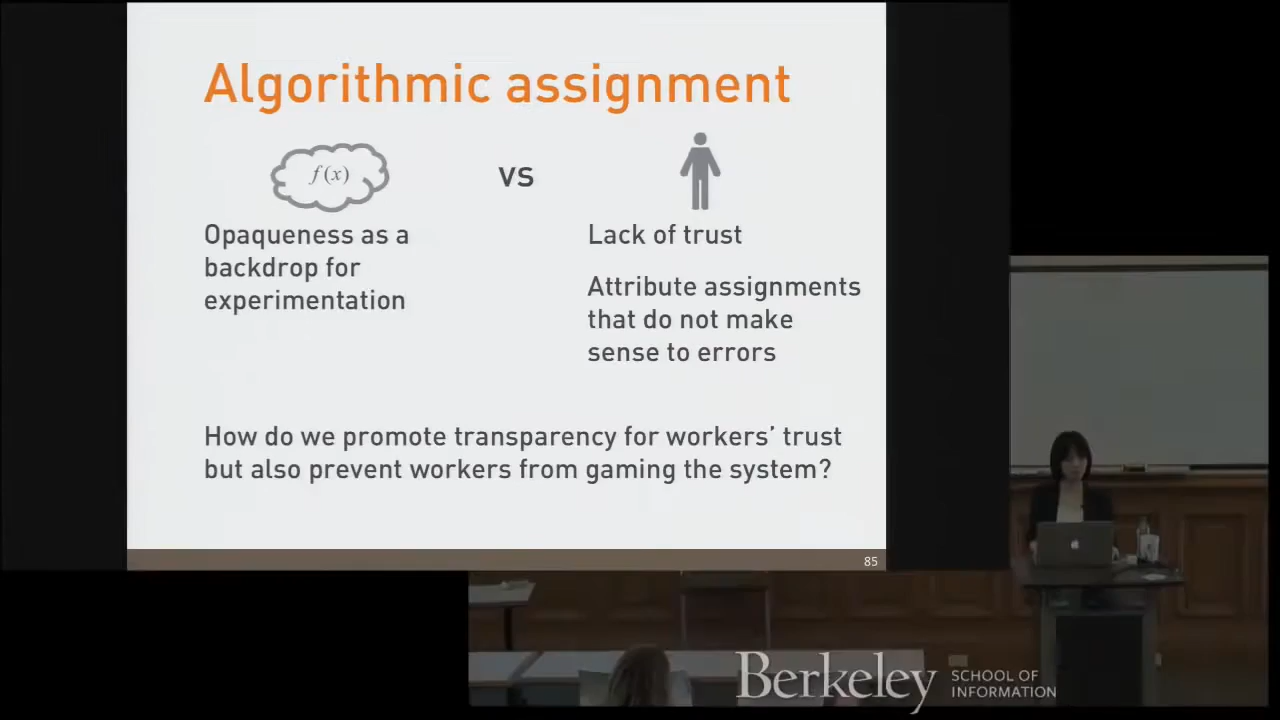 Algorithmic assignment
f(x)
vs
Opaqueness as a
backdrop for
experimentation
Lack of trust
Attribute assignments
that do not make
sense to errors
How do we promote transparency for workers' trust
but also prevent workers from gaming the system?
85
Berkeley
SCHOOL OF
INFORMATION